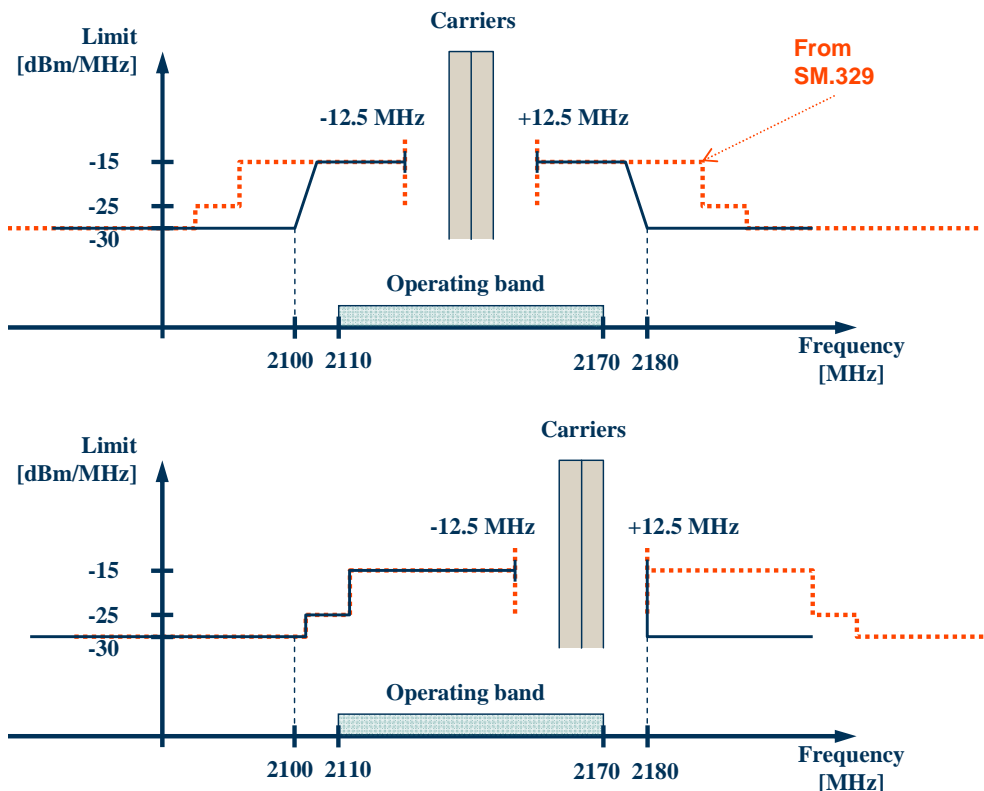 Carriers
Limit
[dBm/MHz]
From
SM.329
-12.5 MHz
+12.5 MHz
-15
-25
-30
Operating band
2100
2110
2170
2180
Frequency
[MHz]
Carriers
Limit
[dBm/MHz]
-12.5 MHz
+12.5 MHz
-15
-25
-30
Operating band
2100
2110
2170
2180
Frequency
[MHz]